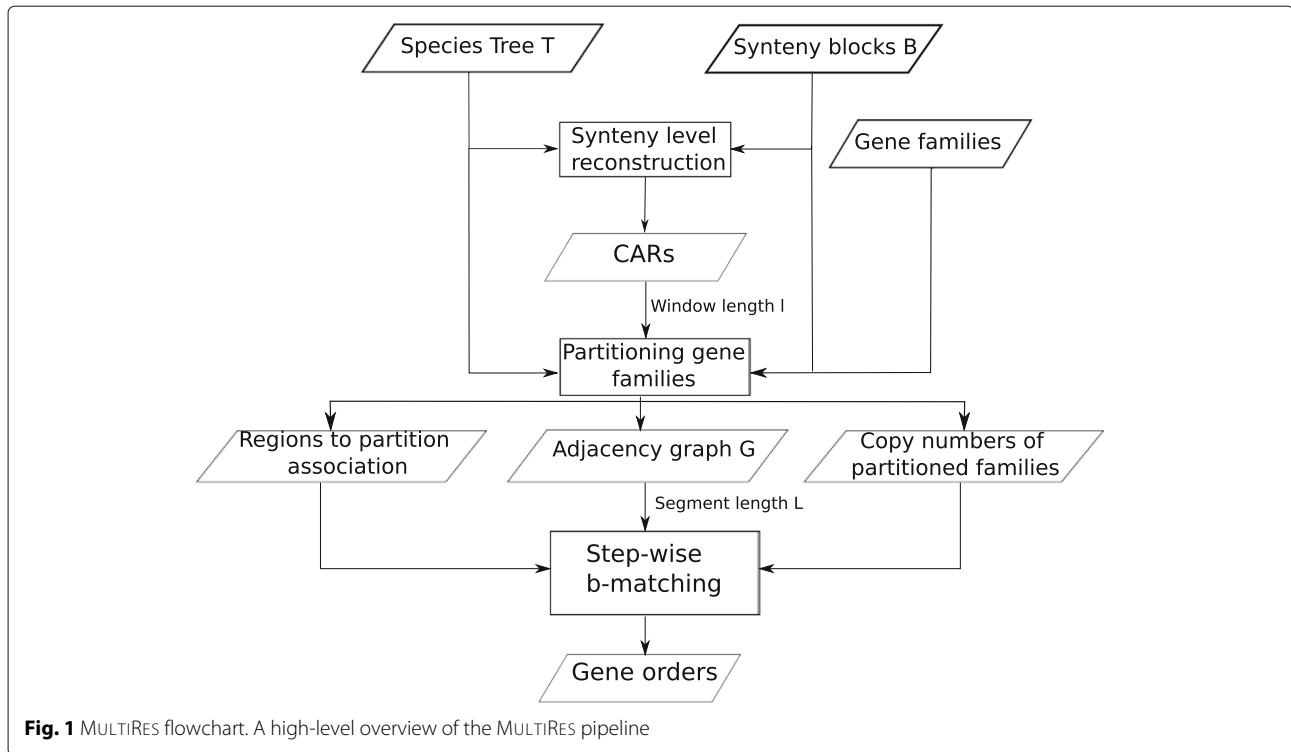 Species Tree T
Synteny blocks B
Synteny level
reconstruction
Gene families
CARs
Window length l
Partitioning gene
families
Regions to partition
association
Adjacency graph G
Copy numbers of
partitioned families
Segment length L
Step-wise
b-matching
Gene orders
Fig. 1 MULTIRES flowchart. A high-level overview of the MULTIRES pipeline